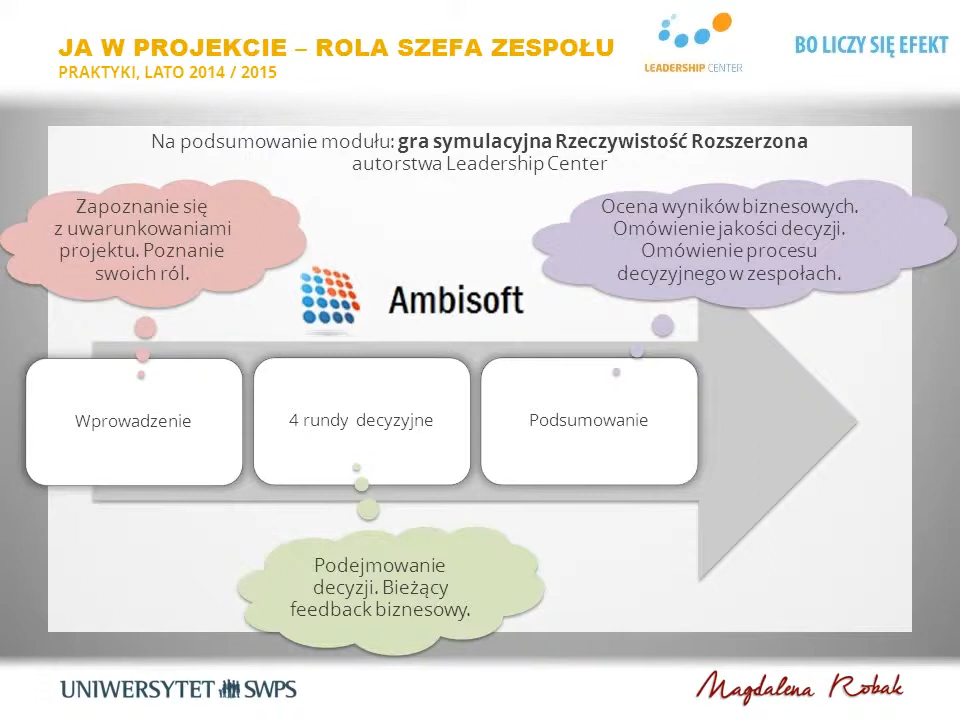 JA W PROJEKCIE – ROLA SZEFA ZESPOŁU
PRAKTYKI, LATO 2014 / 2015
LEADERSHIP CENTER
BO LICZY SIĘ EFEKT
Na podsumowanie modułu: gra symulacyjna Rzeczywistość Rozszerzona
autorstwa Leadership Center
Zapoznanie się
z uwarunkowaniami
projektu. Poznanie
swoich ról.
Ocena wyników biznesowych.
Omówienie jakości decyzji.
Omówienie procesu
decyzyjnego w zespołach.
Ambisoft
Wprowadzenie
4 rundy decyzyjne
Podsumowanie
Podejmowanie
decyzji. Bieżący
feedback biznesowy.
UNIWERSYTET SWPS
Magdalena Robak